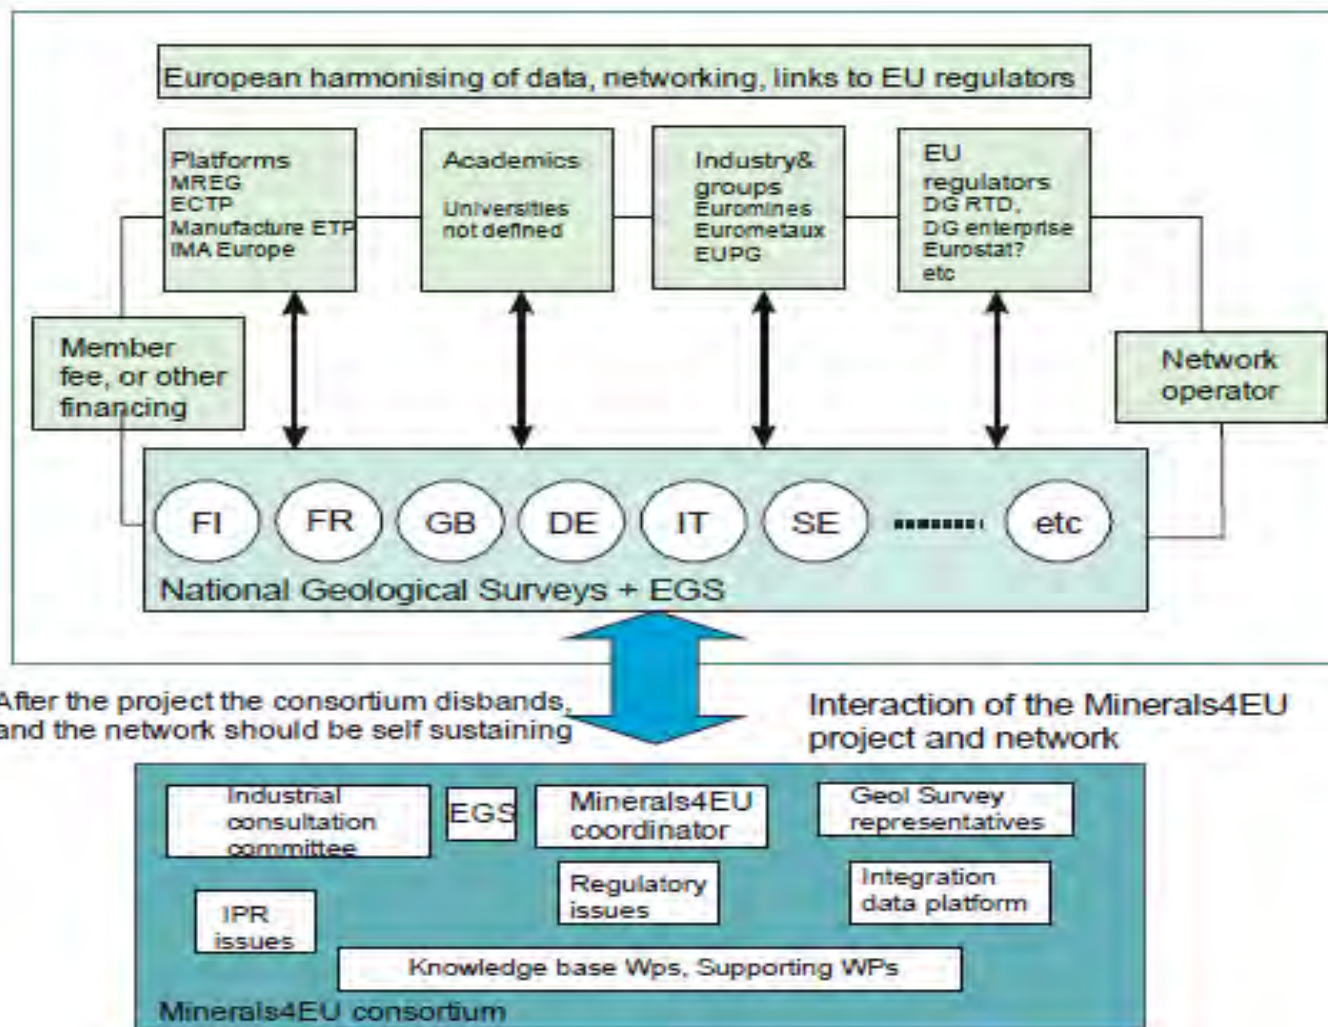 European harmonising of data, networking, links to EU regulators
Platforms
MREG
ECTP
Manufacture ETP
IMA Europe
Academics
Universities
not defined
Industry&
groups
Euromines
Eurometaux
EUPG
EU
regulators
DG RTD,
DG enterprise
Eurostat?
etc
Member
fee, or other
financing
Network
operator
FI
FR
GB
DE
IT
SE
etc
National Geological Surveys + EGS
After the project the consortium disbands,
and the network should be self sustaining
Interaction of the Minerals4EU
project and network
Industrial
consultation
committee
EGS
Minerals4EU
coordinator
Geol Survey
representatives
IPR
issues
Regulatory
issues
Integration
data platform
Knowledge base Wps, Supporting WPs
Minerals4EU consortium